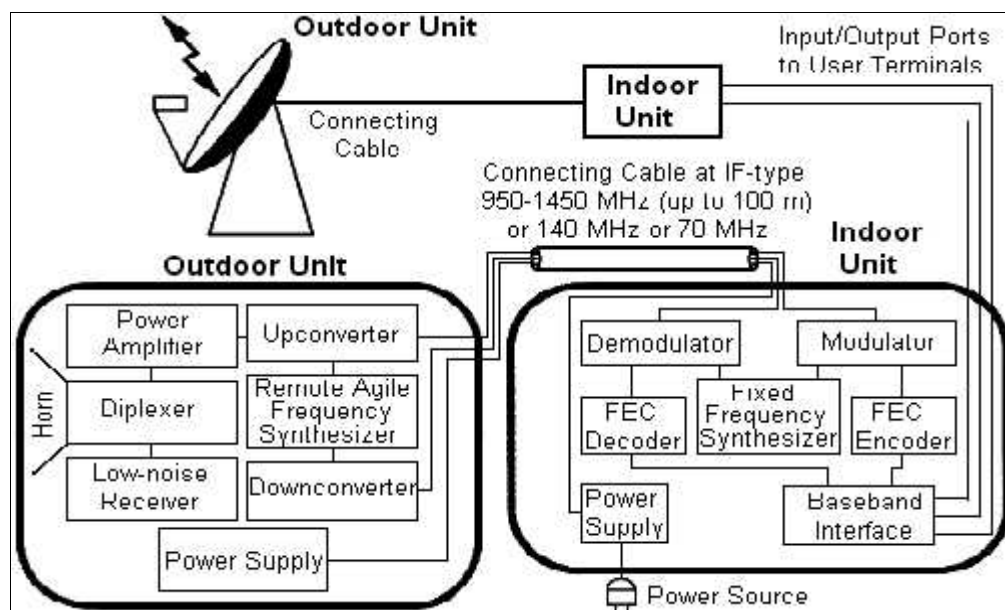 Outdoor Unit
Input/Output Ports
to User Terminals
Indoor
Unit
Connecting
Cable
Connecting Cable at IF-type
950-1450 MHz (up to 100 m)
or 140 MHz or 70 MHz
Outdoor Unit
Indoor
Unit
Power
Amplifier
Upconverter
Horn
Diplexer
Remote Agile
Frequency
Synthesizer
Low-noise
Receiver
Downconverter
Power Supply
Demodulator
Modulator
FEC
Decoder
Fixed
Frequency
Synthesizer
FEC
Encoder
Power
Supply
Baseband
Interface
Power Source